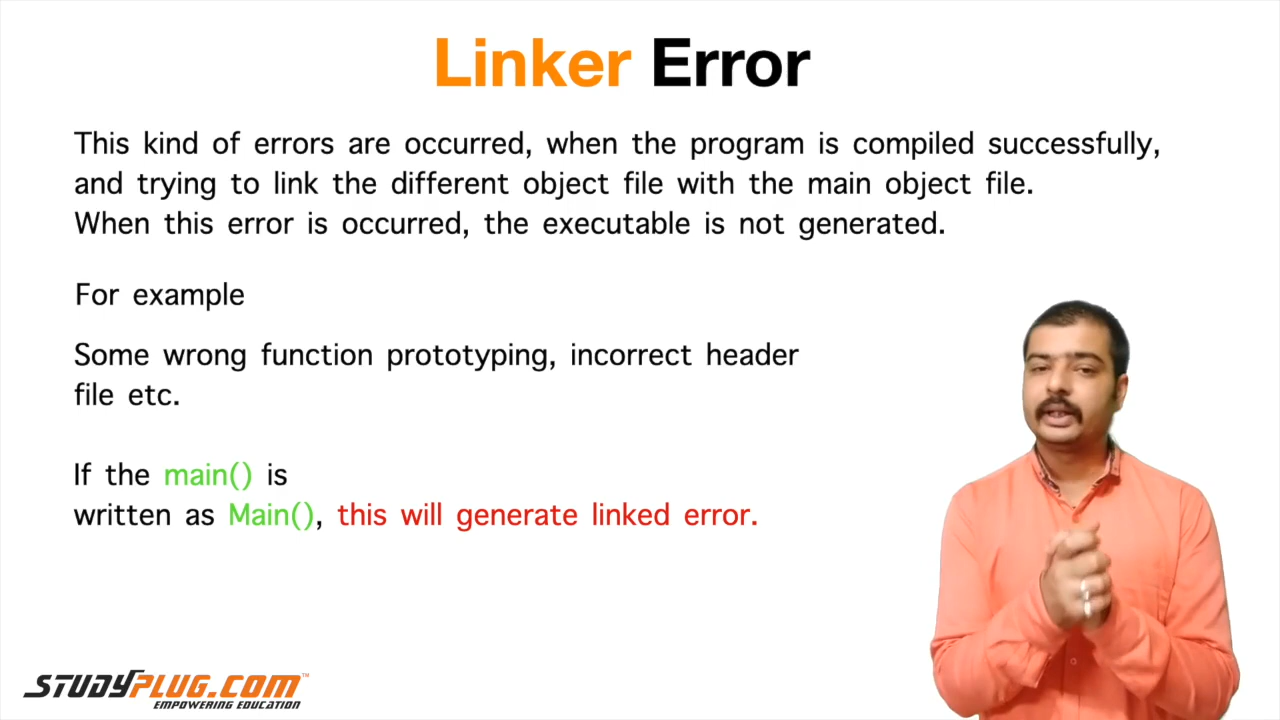 Linker Error
This kind of errors are occurred, when the program is compiled successfully,
and trying to link the different object file with the main object file.
When this error is occurred, the executable is not generated.
For example
Some wrong function prototyping, incorrect header
file etc.
If the main() is
written as Main(), this will generate linked error.
STUDYPLUG.COM™
EMPOWERING EDUCATION